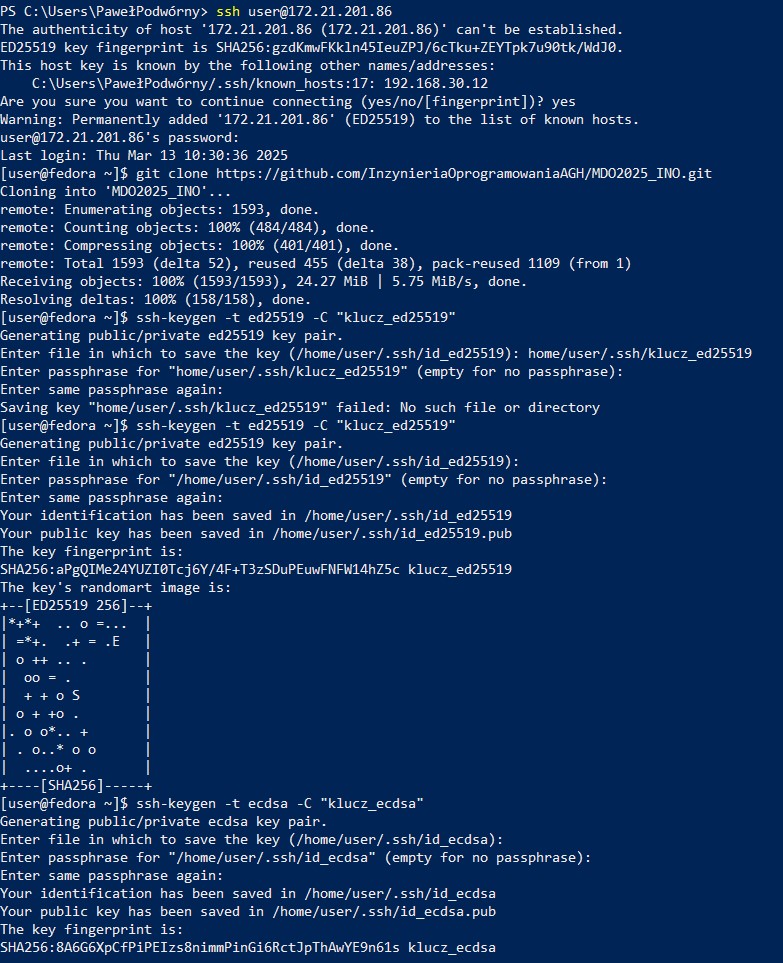 PS C:\Users\PawełPodwórny> ssh user@172.21.201.86
The authenticity of host '172.21.201.86 (172.21.201.86)' can't be established.
ED25519 key fingerprint is SHA256:gzdKmwFKkln45IeuZPJ/6cTku+ZEYTpk7u90tk/WdJ0.
This host key is known by the following other names/addresses:
    C:\Users\PawełPodwórny/.ssh/known_hosts:17: 192.168.30.12
Are you sure you want to continue connecting (yes/no/[fingerprint])? yes
Warning: Permanently added '172.21.201.86' (ED25519) to the list of known hosts.
user@172.21.201.86's password:
Last login: Thu Mar 13 10:30:36 2025
[user@fedora ~]$ git clone https://github.com/InzynieriaOprogramowaniaAGH/MDO2025_INO.git
Cloning into 'MDO2025_INO'...
remote: Enumerating objects: 1593, done.
remote: Counting objects: 100% (484/484), done.
remote: Compressing objects: 100% (401/401), done.
remote: Total 1593 (delta 52), reused 455 (delta 38), pack-reused 1109 (from 1)
Receiving objects: 100% (1593/1593), 24.27 MiB | 5.75 MiB/s, done.
Resolving deltas: 100% (158/158), done.
[user@fedora ~]$ ssh-keygen -t ed25519 -C "klucz_ed25519"
Generating public/private ed25519 key pair.
Enter file in which to save the key (/home/user/.ssh/id_ed25519): home/user/.ssh/klucz_ed25519
Enter passphrase for "home/user/.ssh/klucz_ed25519" (empty for no passphrase):
Enter same passphrase again:
Saving key "home/user/.ssh/klucz_ed25519" failed: No such file or directory
[user@fedora ~]$ ssh-keygen -t ed25519 -C "klucz_ed25519"
Generating public/private ed25519 key pair.
Enter file in which to save the key (/home/user/.ssh/id_ed25519):
Enter passphrase for "/home/user/.ssh/id_ed25519" (empty for no passphrase):
Enter same passphrase again:
Your identification has been saved in /home/user/.ssh/id_ed25519
Your public key has been saved in /home/user/.ssh/id_ed25519.pub
The key fingerprint is:
SHA256:aPgQIMe24YUZI0Tcj6Y/4F+T3zSDuPEuwFNFW14hZ5c klucz_ed25519
The key's randomart image is:
+--[ED25519 256]--+
|*+*+  .. o =...  |
| =*+.  .+ = .E   |
| o ++ .. .       |
|  oo = .         |
|  + + o S        |
| o + +o .        |
|. o o*.. +       |
| . o..* o o      |
|  ....o+ .       |
+----[SHA256]-----+
[user@fedora ~]$ ssh-keygen -t ecdsa -C "klucz_ecdsa"
Generating public/private ecdsa key pair.
Enter file in which to save the key (/home/user/.ssh/id_ecdsa):
Enter passphrase for "/home/user/.ssh/id_ecdsa" (empty for no passphrase):
Enter same passphrase again:
Your identification has been saved in /home/user/.ssh/id_ecdsa
Your public key has been saved in /home/user/.ssh/id_ecdsa.pub
The key fingerprint is:
SHA256:8A6G6XpCfPiPEIzs8nimmPinGi6RctJpThAwYE9n61s klucz_ecdsa